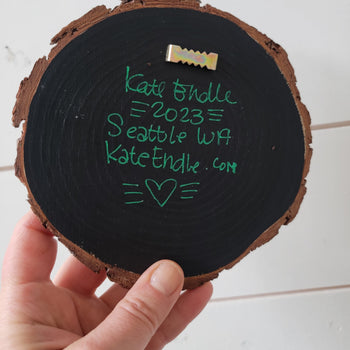 Kate Endle
2023
Seattle WA
KateEndle.com